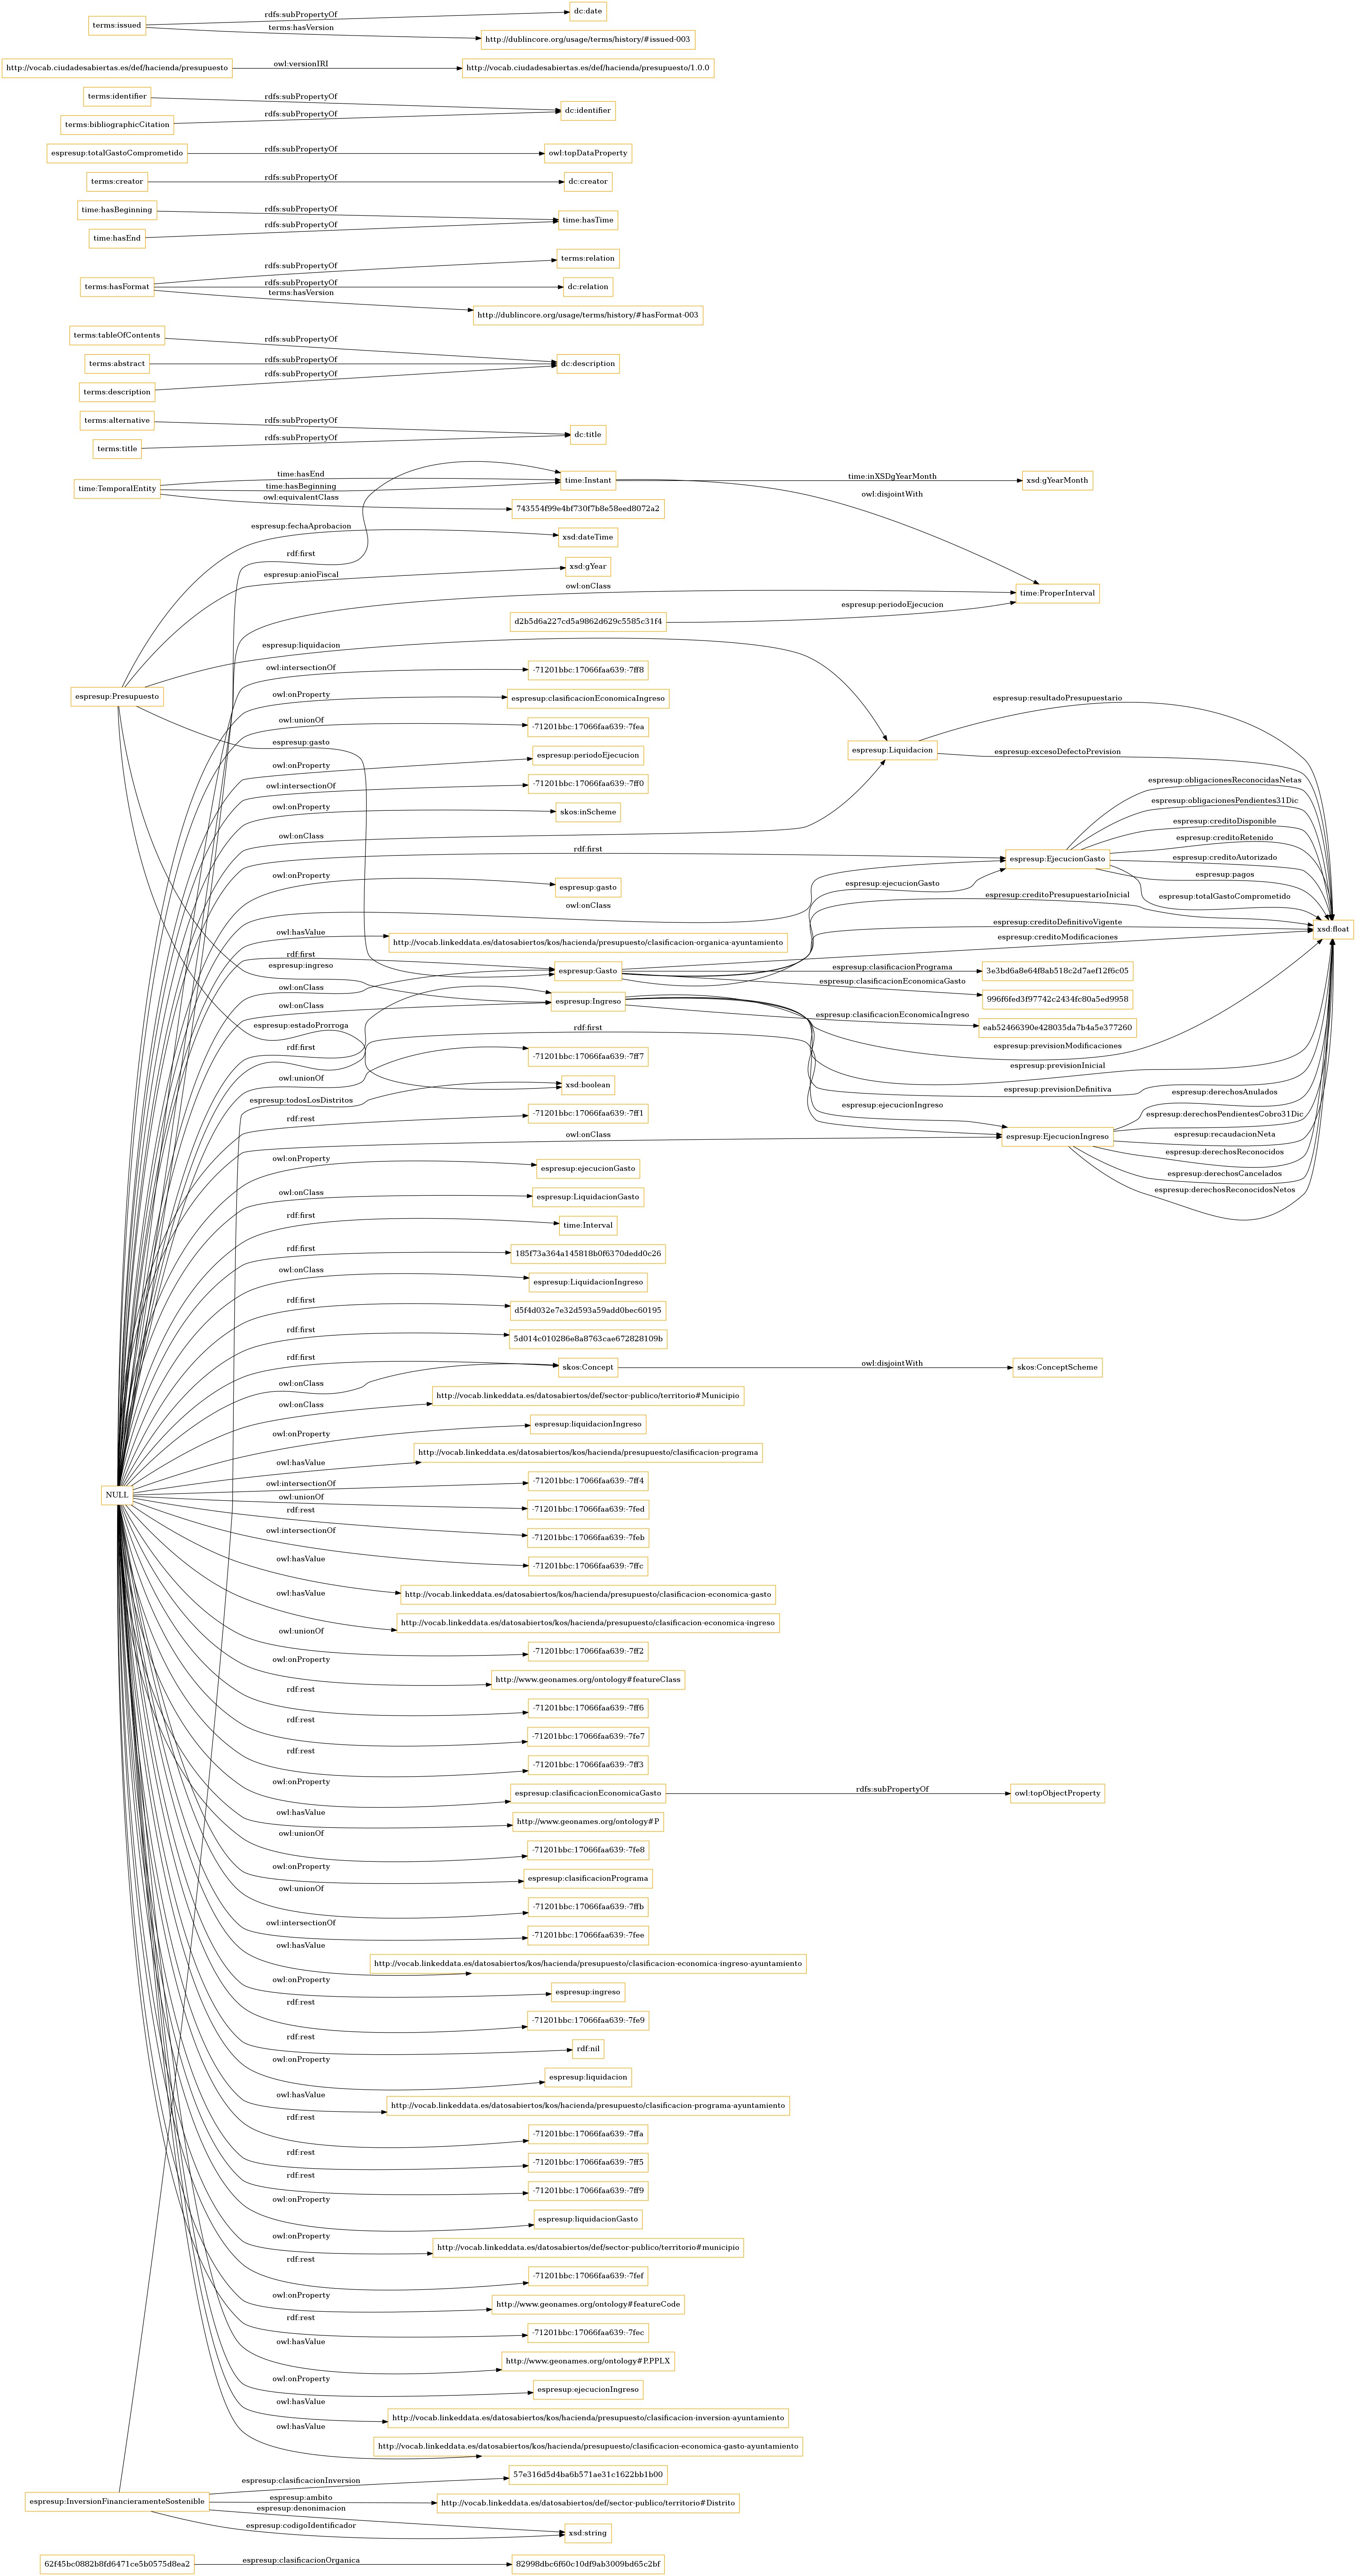 terms:issued
rdfs:subPropertyOf
dc:date
terms:hasVersion
http://dublincore.org/usage/terms/history/#issued-003
http://vocab.ciudadesabiertas.es/def/hacienda/presupuesto
owl:versionIRI
http://vocab.ciudadesabiertas.es/def/hacienda/presupuesto/1.0.0
terms:identifier
rdfs:subPropertyOf
dc:identifier
terms:bibliographicCitation
rdfs:subPropertyOf
espresup:totalGastoComprometido
rdfs:subPropertyOf
owl:topDataProperty
terms:creator
rdfs:subPropertyOf
dc:creator
time:hasBeginning
rdfs:subPropertyOf
time:hasTime
time:hasEnd
rdfs:subPropertyOf
terms:hasFormat
rdfs:subPropertyOf
terms:relation
rdfs:subPropertyOf
dc:relation
terms:hasVersion
http://dublincore.org/usage/terms/history/#hasFormat-003
terms:tableOfContents
rdfs:subPropertyOf
terms:abstract
rdfs:subPropertyOf
dc:description
terms:description
rdfs:subPropertyOf
terms:alternative
rdfs:subPropertyOf
dc:title
terms:title
rdfs:subPropertyOf
time:TemporalEntity
time:hasEnd
time:hasBeginning
owl:equivalentClass
time:Instant
time:inXSDgYearMonth
xsd:gYearMonth
owl:disjointWith
743554f99e4bf730f7b8e58eed8072a2
espresup:fechaAprobacion
xsd:dateTime
rdf:first
espresup:anioFiscal
xsd:gYear
owl:onClass
time:ProperInterval
d2b5d6a227cd5a9862d629c5585c31f4
espresup:periodoEjecucion
espresup:liquidacion
espresup:Presupuesto
owl:intersectionOf
-71201bbc:17066faa639:-7ff8
owl:onProperty
espresup:clasificacionEconomicaIngreso
owl:unionOf
-71201bbc:17066faa639:-7fea
espresup:gasto
owl:onProperty
espresup:periodoEjecucion
owl:intersectionOf
-71201bbc:17066faa639:-7ff0
owl:onProperty
skos:inScheme
owl:onClass
espresup:Liquidacion
espresup:resultadoPresupuestario
espresup:excesoDefectoPrevision
rdf:first
espresup:EjecucionGasto
espresup:obligacionesReconocidasNetas
espresup:obligacionesPendientes31Dic
espresup:creditoDisponible
espresup:creditoRetenido
espresup:creditoAutorizado
espresup:pagos
espresup:totalGastoComprometido
owl:onProperty
espresup:gasto
owl:onClass
espresup:ejecucionGasto
espresup:creditoPresupuestarioInicial
espresup:creditoDefinitivoVigente
espresup:creditoModificaciones
xsd:float
owl:hasValue
http://vocab.linkeddata.es/datosabiertos/kos/hacienda/presupuesto/clasificacion-organica-ayuntamiento
rdf:first
espresup:ingreso
espresup:Gasto
espresup:clasificacionPrograma
3e3bd6a8e64f8ab518c2d7aef12f6c05
espresup:clasificacionEconomicaGasto
996f6fed3f97742c2434fc80a5ed9958
owl:onClass
owl:onClass
espresup:Ingreso
espresup:clasificacionEconomicaIngreso
eab52466390e428035da7b4a5e377260
espresup:estadoProrroga
rdf:first
rdf:first
espresup:previsionModificaciones
espresup:previsionInicial
espresup:previsionDefinitiva
espresup:ejecucionIngreso
owl:unionOf
-71201bbc:17066faa639:-7ff7
espresup:todosLosDistritos
xsd:boolean
rdf:rest
-71201bbc:17066faa639:-7ff1
owl:onClass
espresup:EjecucionIngreso
espresup:derechosAnulados
espresup:derechosPendientesCobro31Dic
espresup:recaudacionNeta
espresup:derechosReconocidos
espresup:derechosCancelados
espresup:derechosReconocidosNetos
owl:onProperty
espresup:ejecucionGasto
owl:onClass
espresup:LiquidacionGasto
rdf:first
time:Interval
rdf:first
185f73a364a145818b0f6370dedd0c26
owl:onClass
espresup:LiquidacionIngreso
rdf:first
d5f4d032e7e32d593a59add0bec60195
rdf:first
5d014c010286e8a8763cae672828109b
rdf:first
owl:onClass
skos:Concept
owl:disjointWith
skos:ConceptScheme
owl:onClass
http://vocab.linkeddata.es/datosabiertos/def/sector-publico/territorio#Municipio
owl:onProperty
espresup:liquidacionIngreso
owl:hasValue
http://vocab.linkeddata.es/datosabiertos/kos/hacienda/presupuesto/clasificacion-programa
NULL
owl:intersectionOf
-71201bbc:17066faa639:-7ff4
owl:unionOf
-71201bbc:17066faa639:-7fed
rdf:rest
-71201bbc:17066faa639:-7feb
owl:intersectionOf
-71201bbc:17066faa639:-7ffc
owl:hasValue
http://vocab.linkeddata.es/datosabiertos/kos/hacienda/presupuesto/clasificacion-economica-gasto
owl:hasValue
http://vocab.linkeddata.es/datosabiertos/kos/hacienda/presupuesto/clasificacion-economica-ingreso
owl:unionOf
-71201bbc:17066faa639:-7ff2
owl:onProperty
http://www.geonames.org/ontology#featureClass
rdf:rest
-71201bbc:17066faa639:-7ff6
rdf:rest
-71201bbc:17066faa639:-7fe7
rdf:rest
-71201bbc:17066faa639:-7ff3
owl:onProperty
espresup:clasificacionEconomicaGasto
rdfs:subPropertyOf
owl:topObjectProperty
owl:hasValue
http://www.geonames.org/ontology#P
owl:unionOf
-71201bbc:17066faa639:-7fe8
owl:onProperty
espresup:clasificacionPrograma
owl:unionOf
-71201bbc:17066faa639:-7ffb
owl:intersectionOf
-71201bbc:17066faa639:-7fee
owl:hasValue
http://vocab.linkeddata.es/datosabiertos/kos/hacienda/presupuesto/clasificacion-economica-ingreso-ayuntamiento
owl:onProperty
espresup:ingreso
rdf:rest
-71201bbc:17066faa639:-7fe9
rdf:rest
rdf:nil
owl:onProperty
espresup:liquidacion
owl:hasValue
http://vocab.linkeddata.es/datosabiertos/kos/hacienda/presupuesto/clasificacion-programa-ayuntamiento
rdf:rest
-71201bbc:17066faa639:-7ffa
rdf:rest
-71201bbc:17066faa639:-7ff5
rdf:rest
-71201bbc:17066faa639:-7ff9
owl:onProperty
espresup:liquidacionGasto
owl:onProperty
http://vocab.linkeddata.es/datosabiertos/def/sector-publico/territorio#municipio
rdf:rest
-71201bbc:17066faa639:-7fef
owl:onProperty
http://www.geonames.org/ontology#featureCode
rdf:rest
-71201bbc:17066faa639:-7fec
owl:hasValue
http://www.geonames.org/ontology#P.PPLX
owl:onProperty
espresup:ejecucionIngreso
owl:hasValue
http://vocab.linkeddata.es/datosabiertos/kos/hacienda/presupuesto/clasificacion-inversion-ayuntamiento
owl:hasValue
http://vocab.linkeddata.es/datosabiertos/kos/hacienda/presupuesto/clasificacion-economica-gasto-ayuntamiento
espresup:InversionFinancieramenteSostenible
espresup:clasificacionInversion
57e316d5d4ba6b571ae31c1622bb1b00
espresup:ambito
http://vocab.linkeddata.es/datosabiertos/def/sector-publico/territorio#Distrito
espresup:denonimacion
espresup:codigoIdentificador
xsd:string
62f45bc0882b8fd6471ce5b0575d8ea2
espresup:clasificacionOrganica
82998dbc6f60c10df9ab3009bd65c2bf